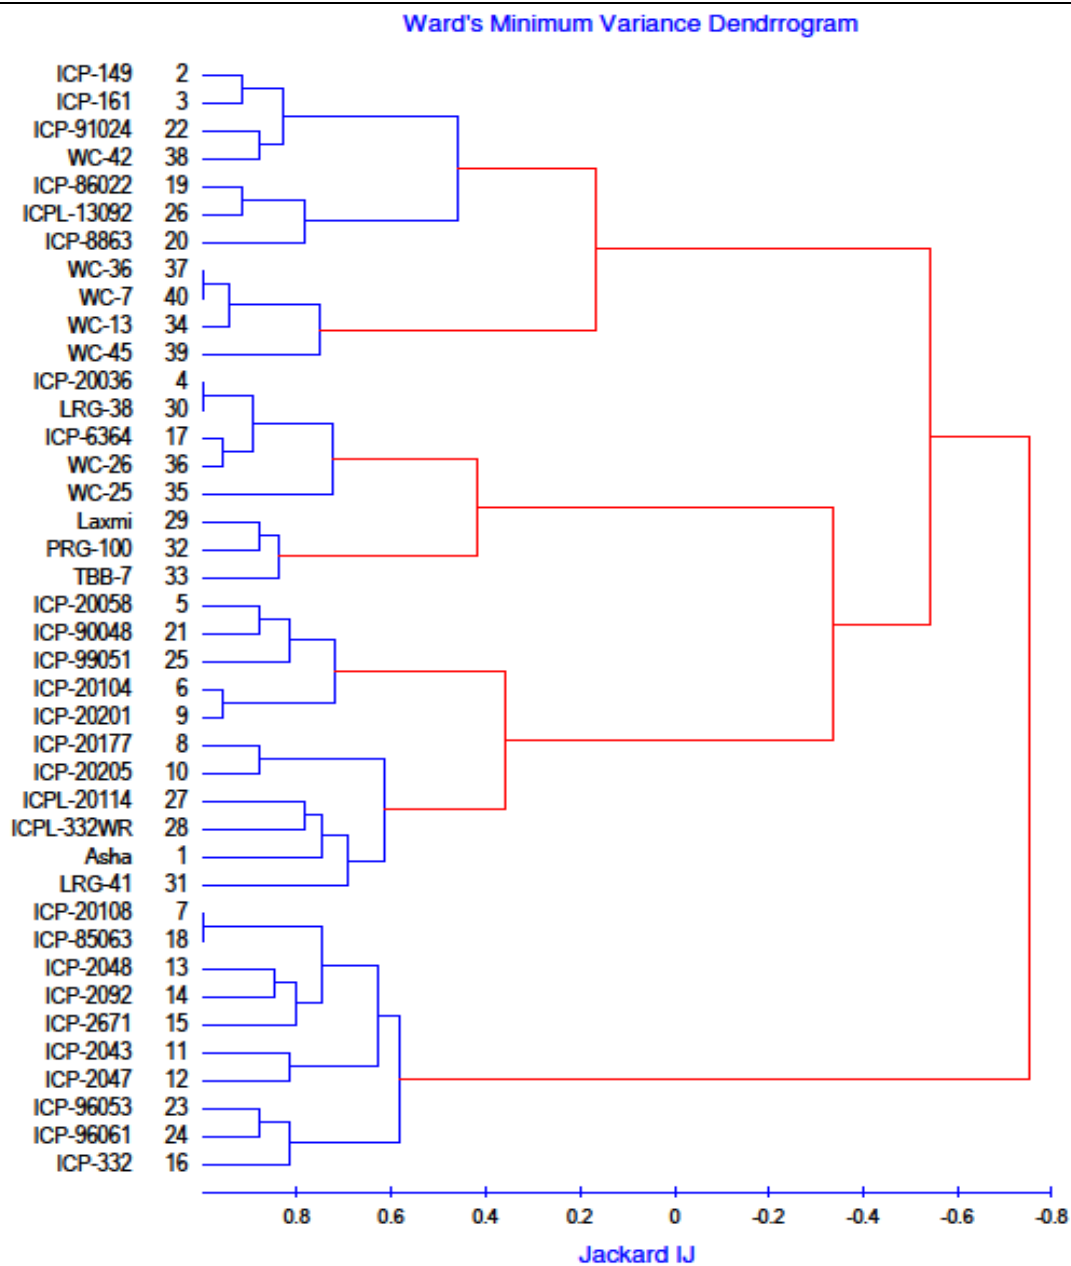 Ward's Minimum Variance Dendrrogram
ICP-149 2
ICP-161 3
ICP-91024 22
WC-42 38
ICP-86022 19
ICPL-13092 26
ICP-8863 20
WC-36 37
WC-7 40
WC-13 34
WC-45 39
ICP-20036 4
LRG-38 30
ICP-6364 17
WC-26 36
WC-25 35
Laxmi 29
PRG-100 32
TBB-7 33
ICP-20058 5
ICP-90048 21
ICP-99051 25
ICP-20104 6
ICP-20201 9
ICP-20177 8
ICP-20205 10
ICPL-20114 27
ICPL-332WR 28
Asha 1
LRG-41 31
ICP-20108 7
ICP-85063 18
ICP-2048 13
ICP-2092 14
ICP-2671 15
ICP-2043 11
ICP-2047 12
ICP-96053 23
ICP-96061 24
ICP-332 16
0.8 0.6 0.4 0.2 0 -0.2 -0.4 -0.6 -0.8
Jackard IJ